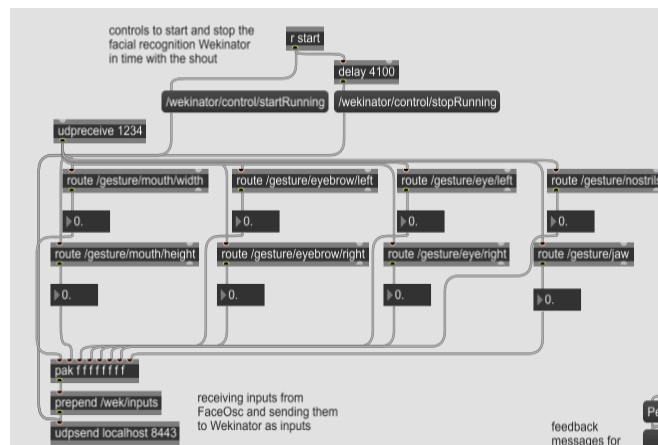 controls to start and stop the
facial recognition Wekinator
in time with the shout
r start
delay 4100
/wekinator/control/startRunning
/wekinator/control/stopRunning
udpreceive 1234
route /gesture/mouth/width
route /gesture/eyebrow/left
route /gesture/eye/left
route /gesture/nostrils
0.
0.
0.
0.
route /gesture/mouth/height
route /gesture/eyebrow/right
route /gesture/eye/right
route /gesture/jaw
0.
0.
0.
0.
pak f f f f f f f f
prepend /wek/inputs
udpsend localhost 8443
receiving inputs from
FaceOsc and sending them
to Wekinator as inputs
Pe
feedback
messages for